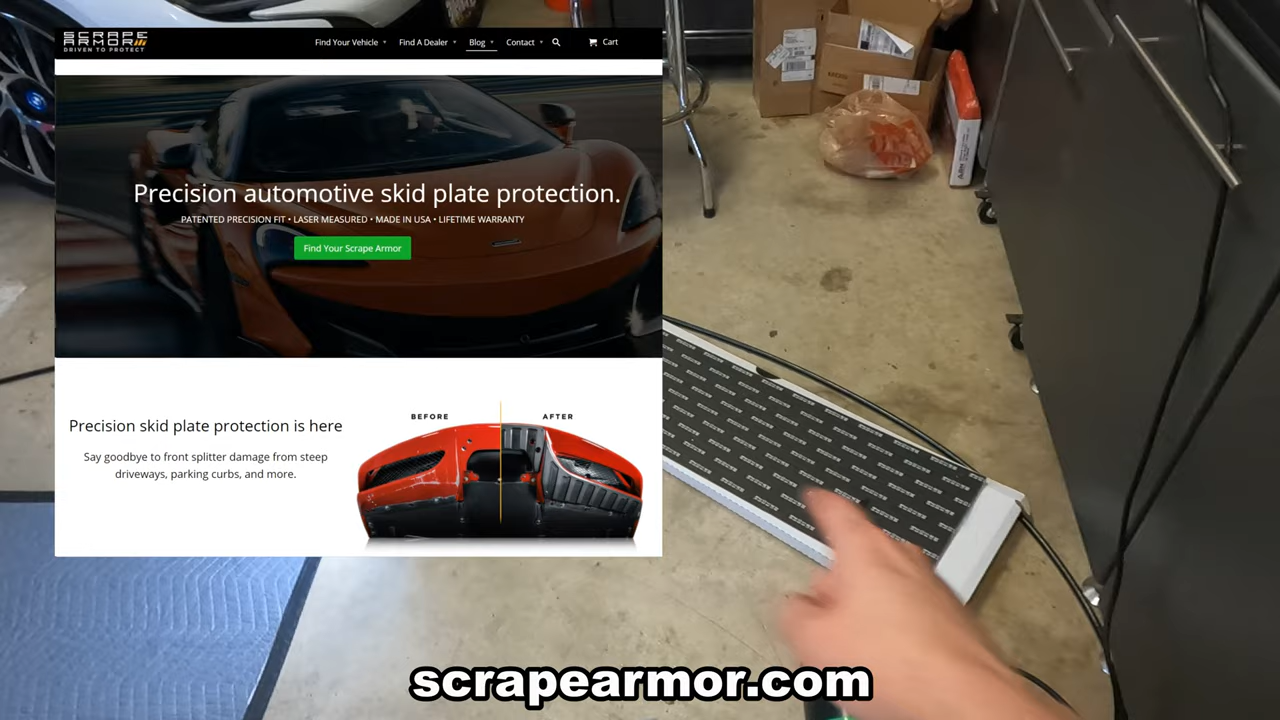 SCRAPE
ARMOR
DRIVEN TO PROTECT
Find Your Vehicle
Find A Dealer
Blog
Contact
Cart
Precision automotive skid plate protection.
PATENTED PRECISION FIT • LASER MEASURED • MADE IN USA • LIFETIME WARRANTY
Find Your Scrape Armor
Precision skid plate protection is here
Say goodbye to front splitter damage from steep
driveways, parking curbs, and more.
BEFORE
AFTER
scrapearmor.com